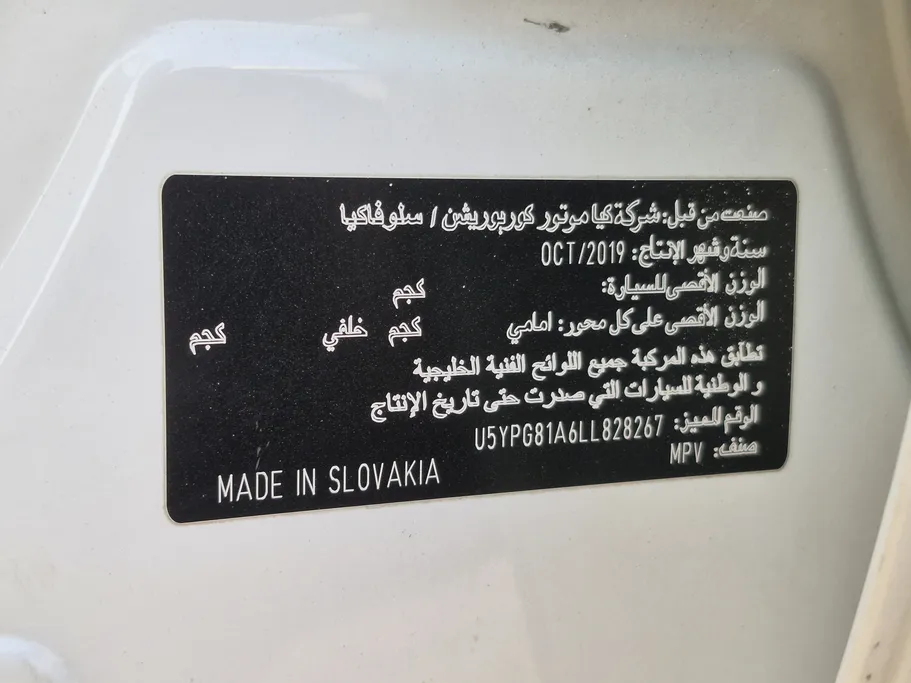 صنعت من قبل: شركة كيا موتور كوربوريشن / سلوفاكيا
سنة وشهر الإنتاج: OCT/2019
الوزن الأقصى للسيارة: كجم
الوزن الأقصى على كل محور: امامي كجم خلفي كجم
تطابق هذه المركبة جميع اللوائح الفنية الخليجية
و الوطنية للسيارات التي صدرت حتى تاريخ الإنتاج
الوقم المميز: U5YPG81A6LL828267
صنف: MPV
MADE IN SLOVAKIA